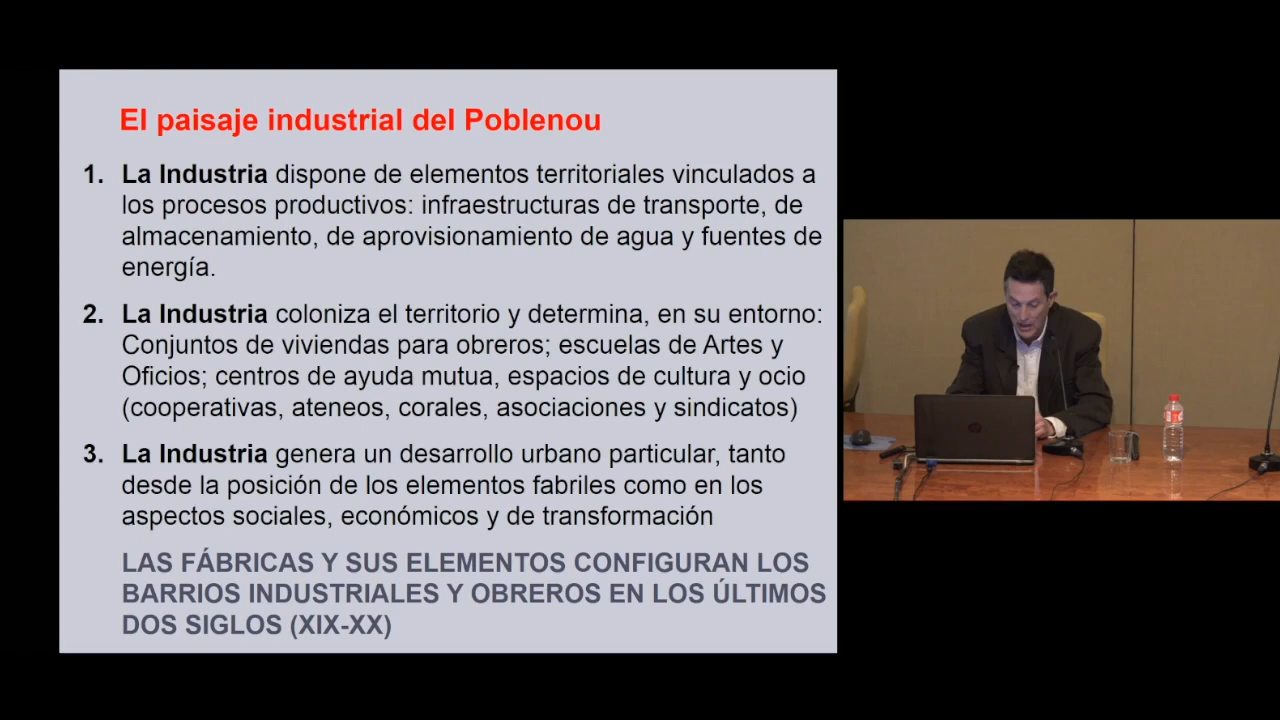 El paisaje industrial del Poblenou
1. La Industria dispone de elementos territoriales vinculados a
los procesos productivos: infraestructuras de transporte, de
almacenamiento, de aprovisionamiento de agua y fuentes de
energía.
2. La Industria coloniza el territorio y determina, en su entorno:
Conjuntos de viviendas para obreros; escuelas de Artes y
Oficios; centros de ayuda mutua, espacios de cultura y ocio
(cooperativas, ateneos, corales, asociaciones y sindicatos)
3. La Industria genera un desarrollo urbano particular, tanto
desde la posición de los elementos fabriles como en los
aspectos sociales, económicos y de transformación
LAS FÁBRICAS Y SUS ELEMENTOS CONFIGURAN LOS
BARRIOS INDUSTRIALES Y OBREROS EN LOS ÚLTIMOS
DOS SIGLOS (XIX-XX)